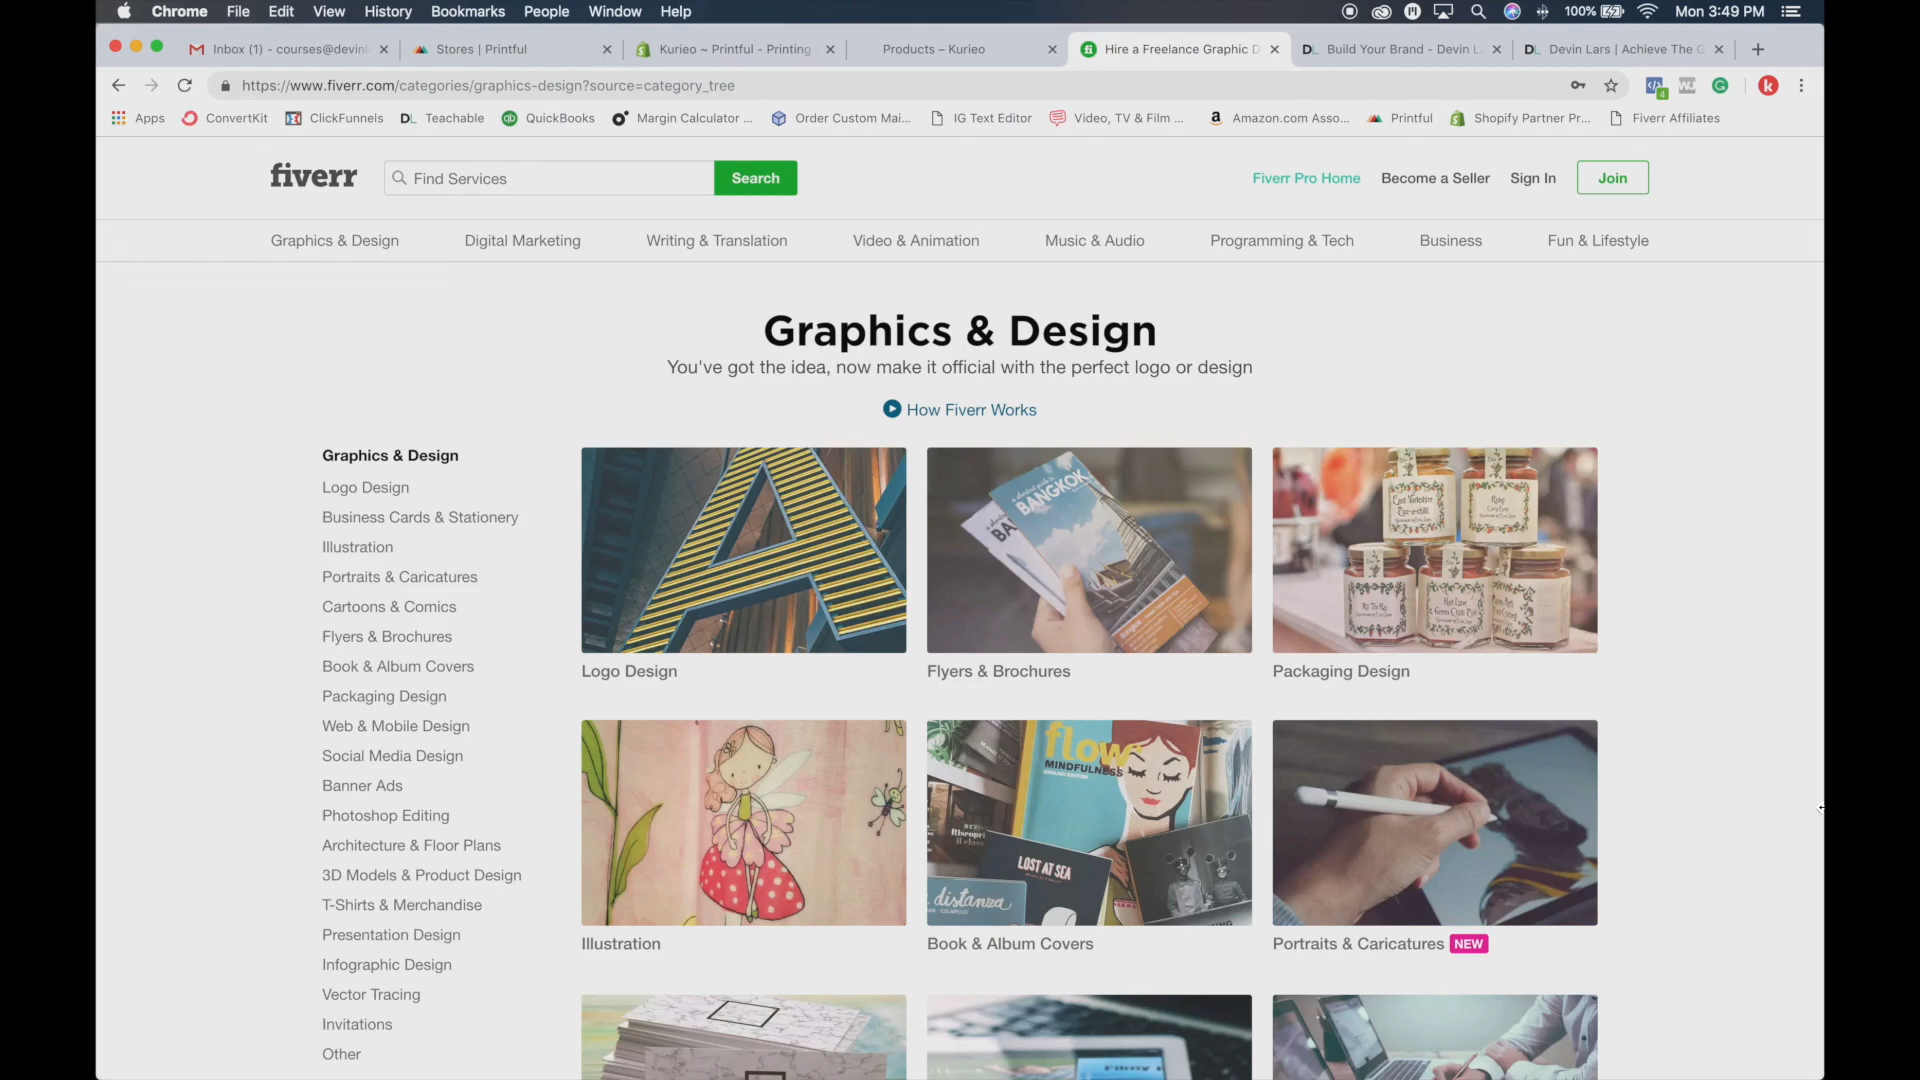 Chrome File Edit View History Bookmarks People Window Help
100% Mon 3:49 PM
Inbox (1) - courses@devinl
Stores | Printful
Kurieo ~ Printful - Printing
Products – Kurieo
Hire a Freelance Graphic D
Build Your Brand - Devin L
Devin Lars | Achieve The G
https://www.fiverr.com/categories/graphics-design?source=category_tree
4
k
Apps ConvertKit ClickFunnels DL Teachable QuickBooks Margin Calculator ... Order Custom Mai... IG Text Editor Video, TV & Film ... Amazon.com Asso... Printful Shopify Partner Pr... Fiverr Affiliates
fiverr
Find Services
Search
Fiverr Pro Home
Become a Seller
Sign In
Join
Graphics & Design Digital Marketing Writing & Translation Video & Animation Music & Audio Programming & Tech Business Fun & Lifestyle
Graphics & Design
You've got the idea, now make it official with the perfect logo or design
How Fiverr Works
Graphics & Design
Logo Design
Business Cards & Stationery
Illustration
Portraits & Caricatures
Cartoons & Comics
Flyers & Brochures
Book & Album Covers
Packaging Design
Web & Mobile Design
Social Media Design
Banner Ads
Photoshop Editing
Architecture & Floor Plans
3D Models & Product Design
T-Shirts & Merchandise
Presentation Design
Infographic Design
Vector Tracing
Invitations
Other
A
BANGKOK
Logo Design
Flyers & Brochures
Packaging Design
flow
MINDFULNESS
ENGLISH EDITION
LOST AT SEA
distanza
Illustration
Book & Album Covers
Portraits & Caricatures NEW